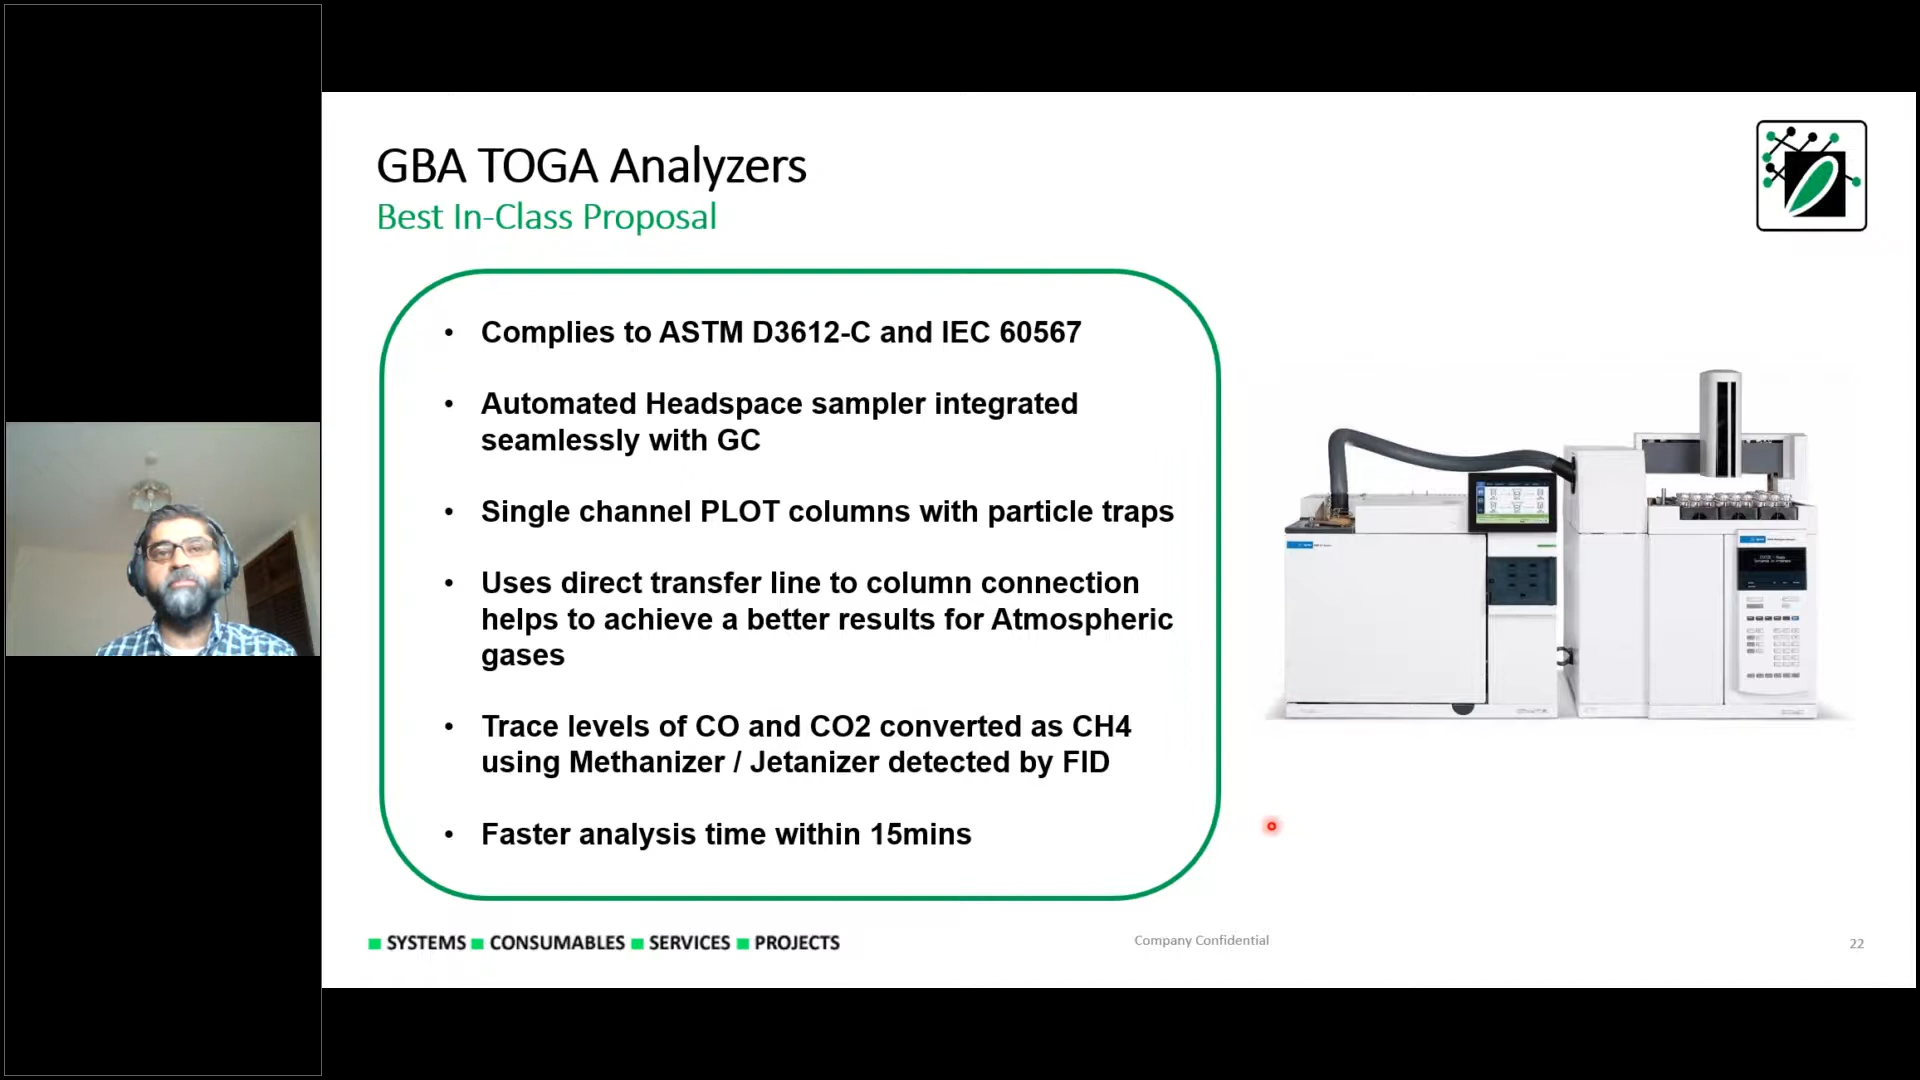 GBA TOGA Analyzers
Best In-Class Proposal
• Complies to ASTM D3612-C and IEC 60567
• Automated Headspace sampler integrated
seamlessly with GC
• Single channel PLOT columns with particle traps
• Uses direct transfer line to column connection
helps to achieve a better results for Atmospheric
gases
• Trace levels of CO and CO2 converted as CH4
using Methanizer / Jetanizer detected by FID
• Faster analysis time within 15mins
SYSTEMS CONSUMABLES SERVICES PROJECTS
Company Confidential
22